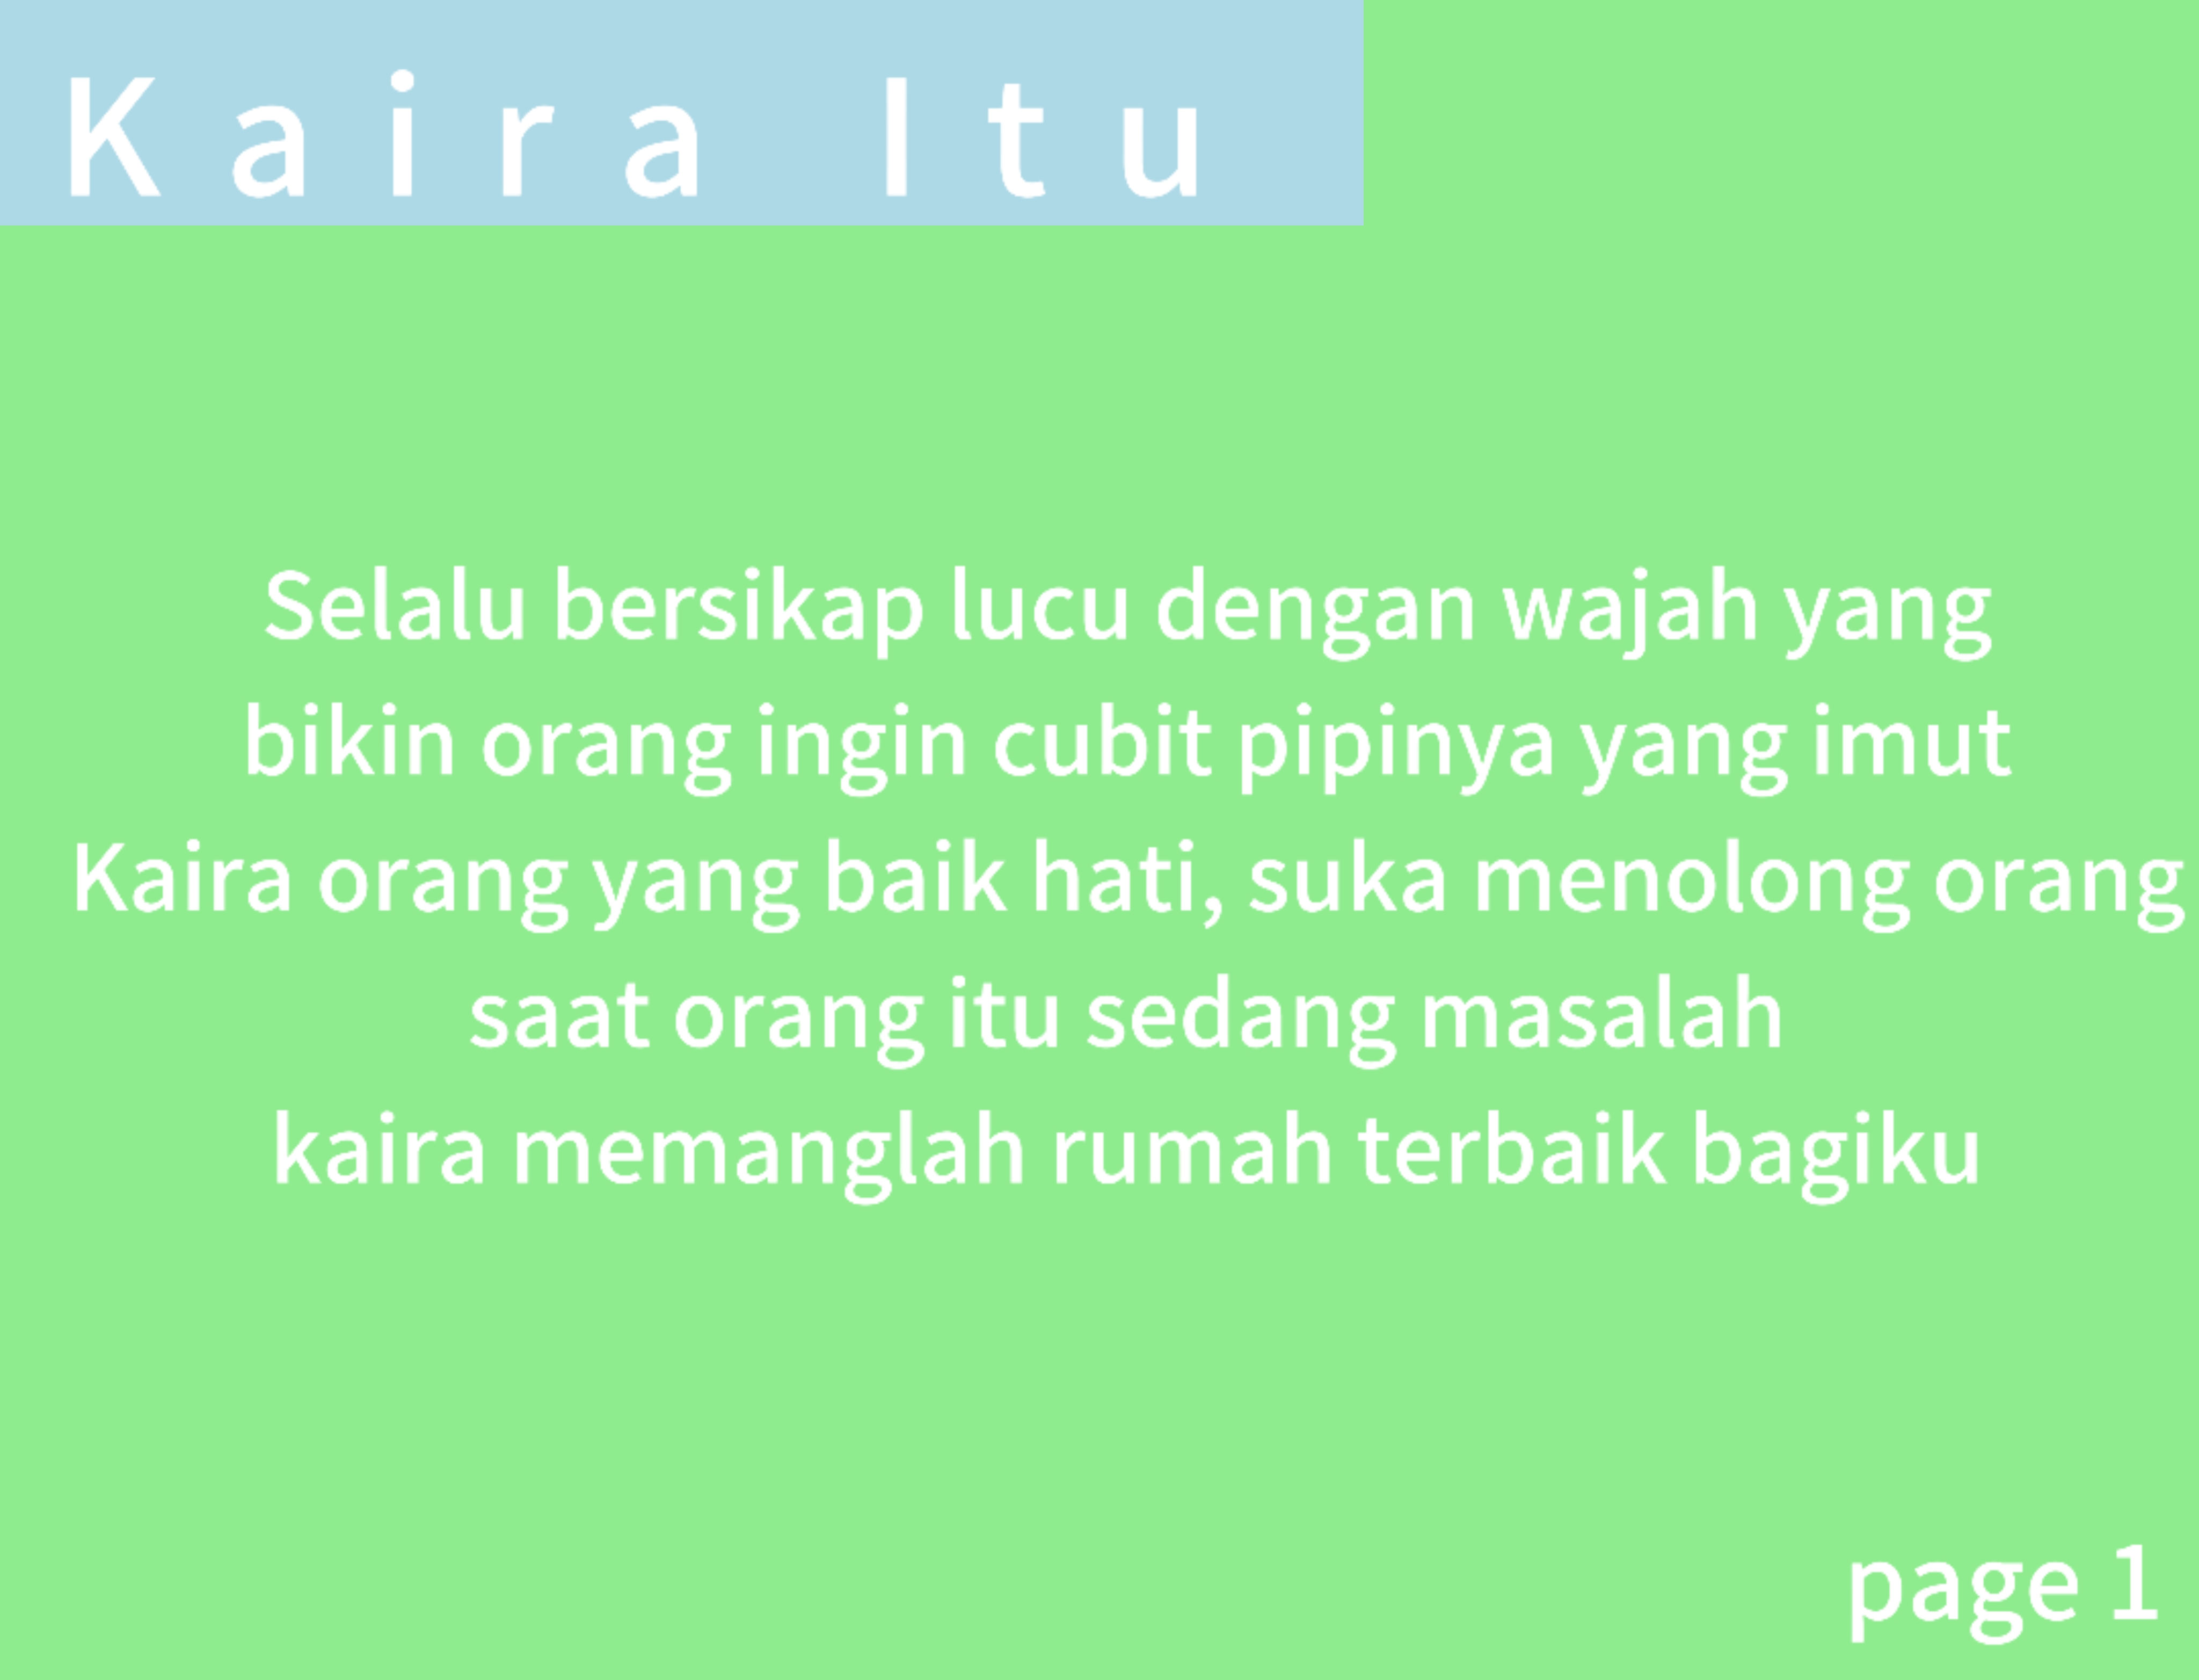 Kaira Itu
Selalu bersikap lucu dengan wajah yang
bikin orang ingin cubit pipinya yang imut
Kaira orang yang baik hati, suka menolong orang
saat orang itu sedang masalah
kaira memanglah rumah terbaik bagiku
page 1